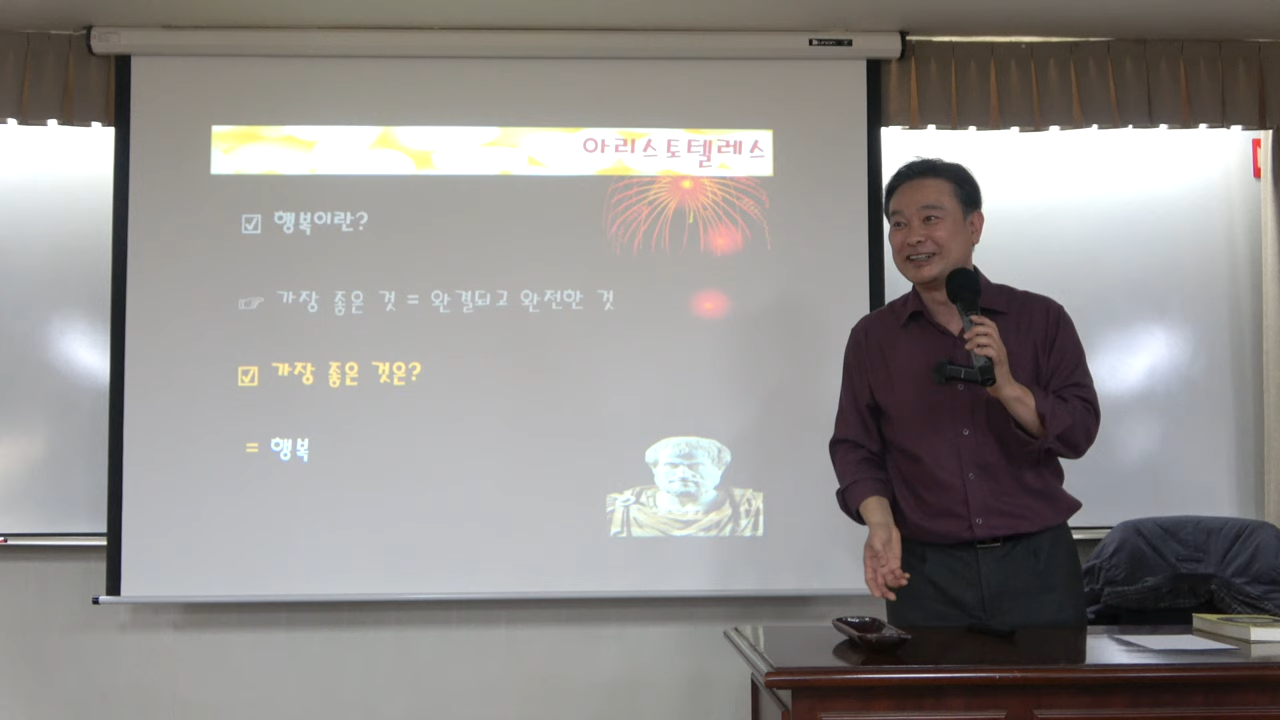 아리스토텔레스
☑ 행복이란?
☞ 가장 좋은 것 = 완결되고 완전한 것
☑ 가장 좋은 것은?
= 행복